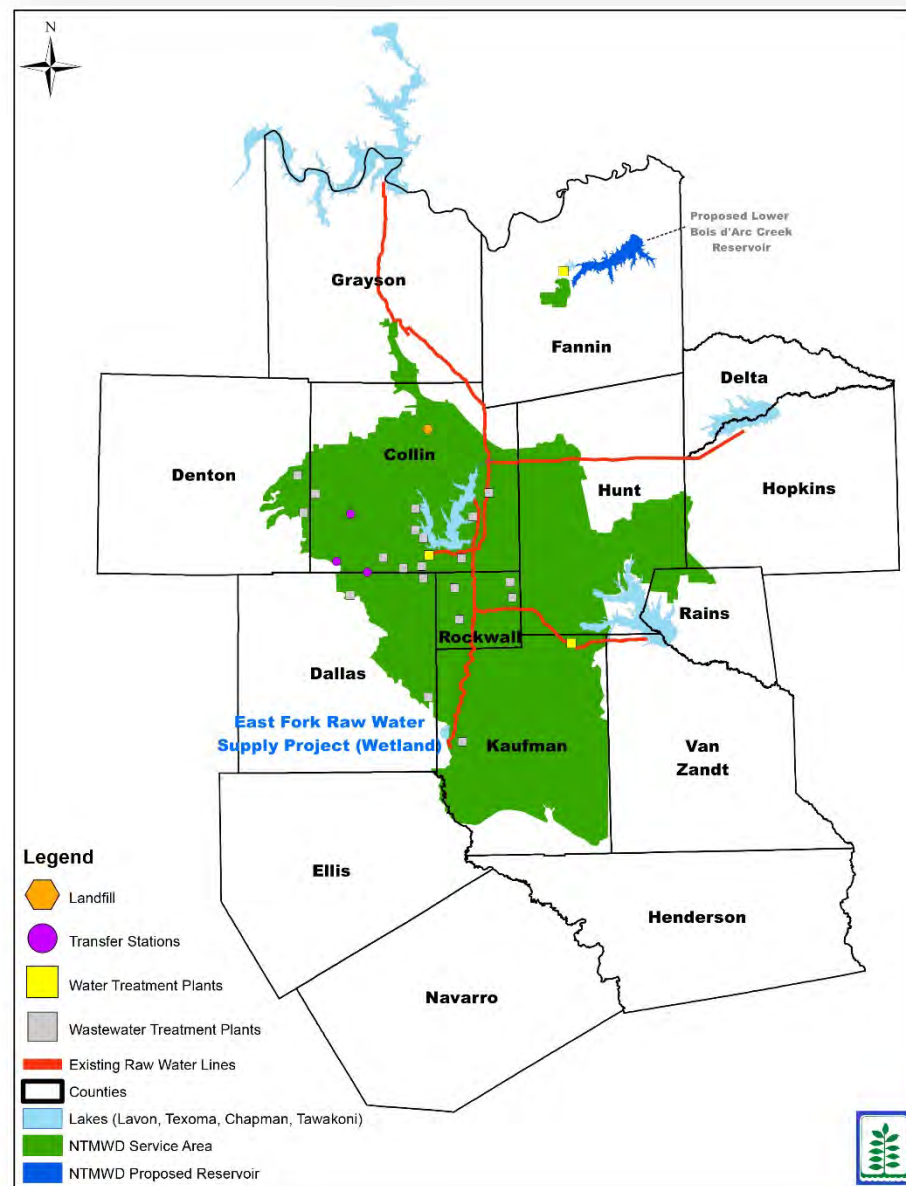 N
Proposed Lower
Bois d'Arc Creek
Reservoir
Grayson
Fannin
Delta
Collin
Denton
Hunt
Hopkins
Rains
Rockwall
Dallas
East Fork Raw Water
Supply Project (Wetland)
Kaufman
Van
Zandt
Ellis
Henderson
Navarro
Legend
Landfill
Transfer Stations
Water Treatment Plants
Wastewater Treatment Plants
Existing Raw Water Lines
Counties
Lakes (Lavon, Texoma, Chapman, Tawakoni)
NTMWD Service Area
NTMWD Proposed Reservoir